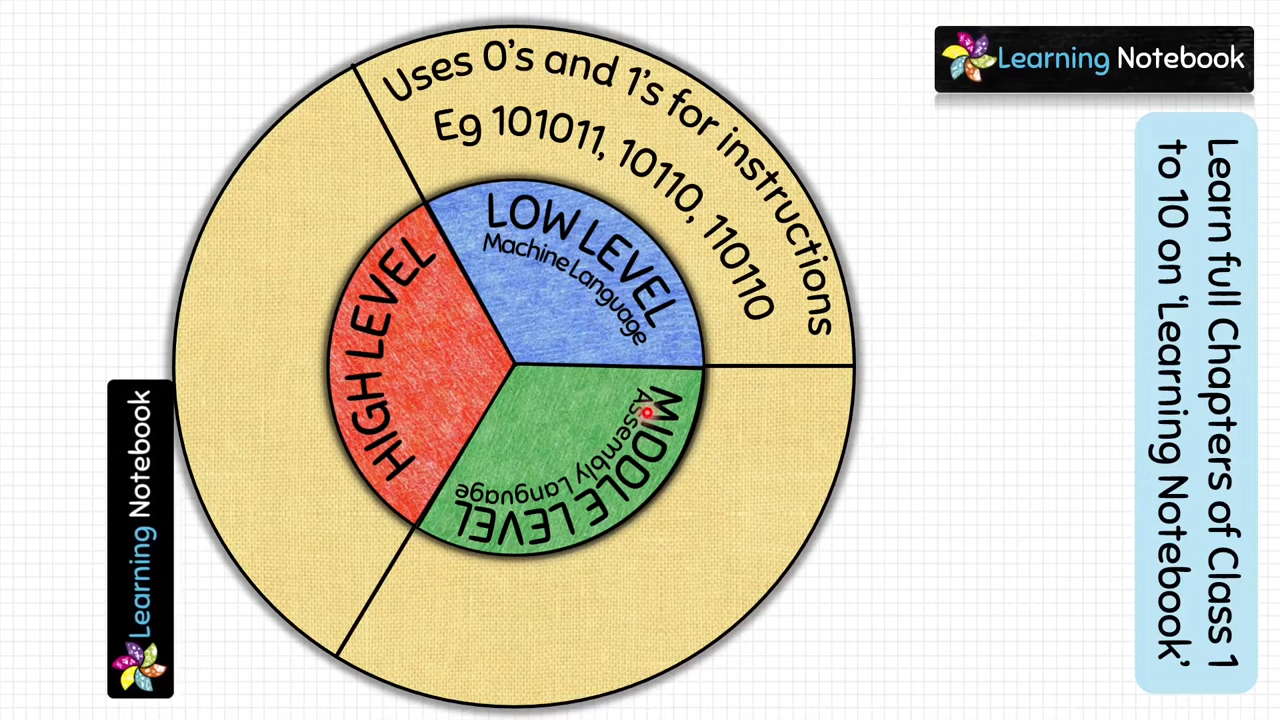 Uses 0's and 1's for instructions
Eg 101011, 10110, 110110
LOW LEVEL
Machine Language
HIGH LEVEL
MIDDLE LEVEL
Assembly Language
Learning Notebook
Learn full Chapters of Class 1
to 10 on ‘Learning Notebook’
Learning Notebook